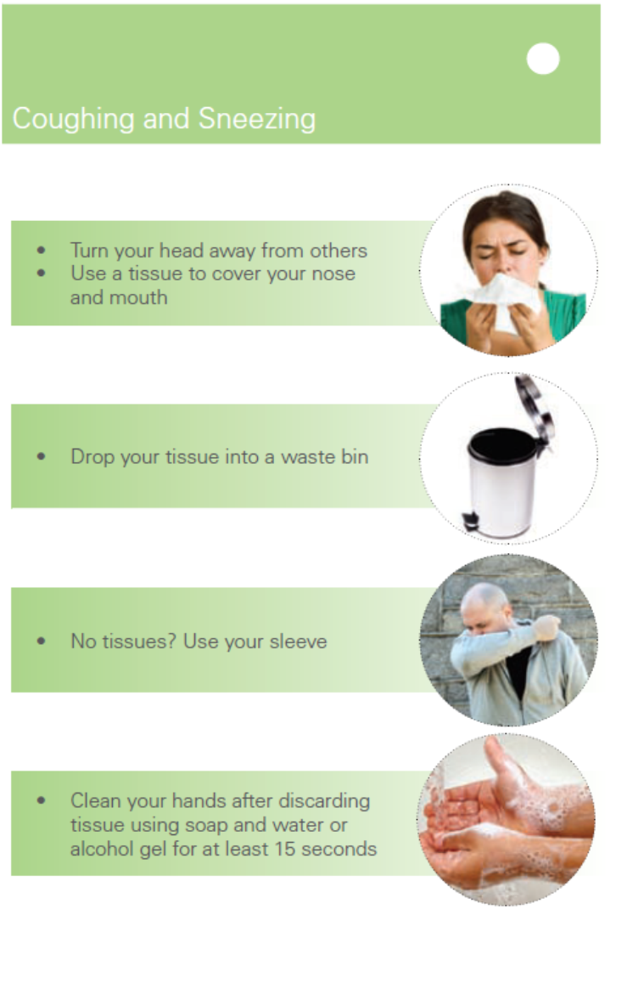 Coughing and Sneezing
• Turn your head away from others
• Use a tissue to cover your nose
and mouth
• Drop your tissue into a waste bin
• No tissues? Use your sleeve
• Clean your hands after discarding
tissue using soap and water or
alcohol gel for at least 15 seconds